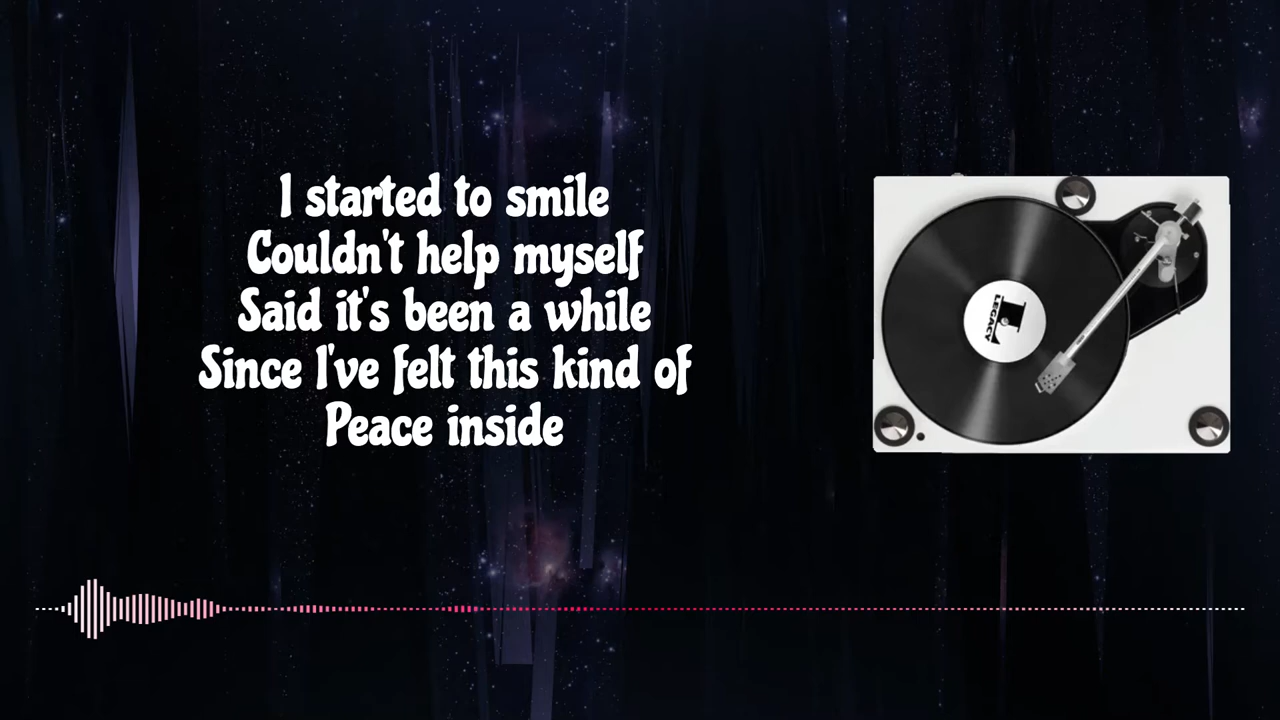 I started to smile
Couldn't help myself
Said it's been a while
Since I've felt this kind of
Peace inside
LEGACY